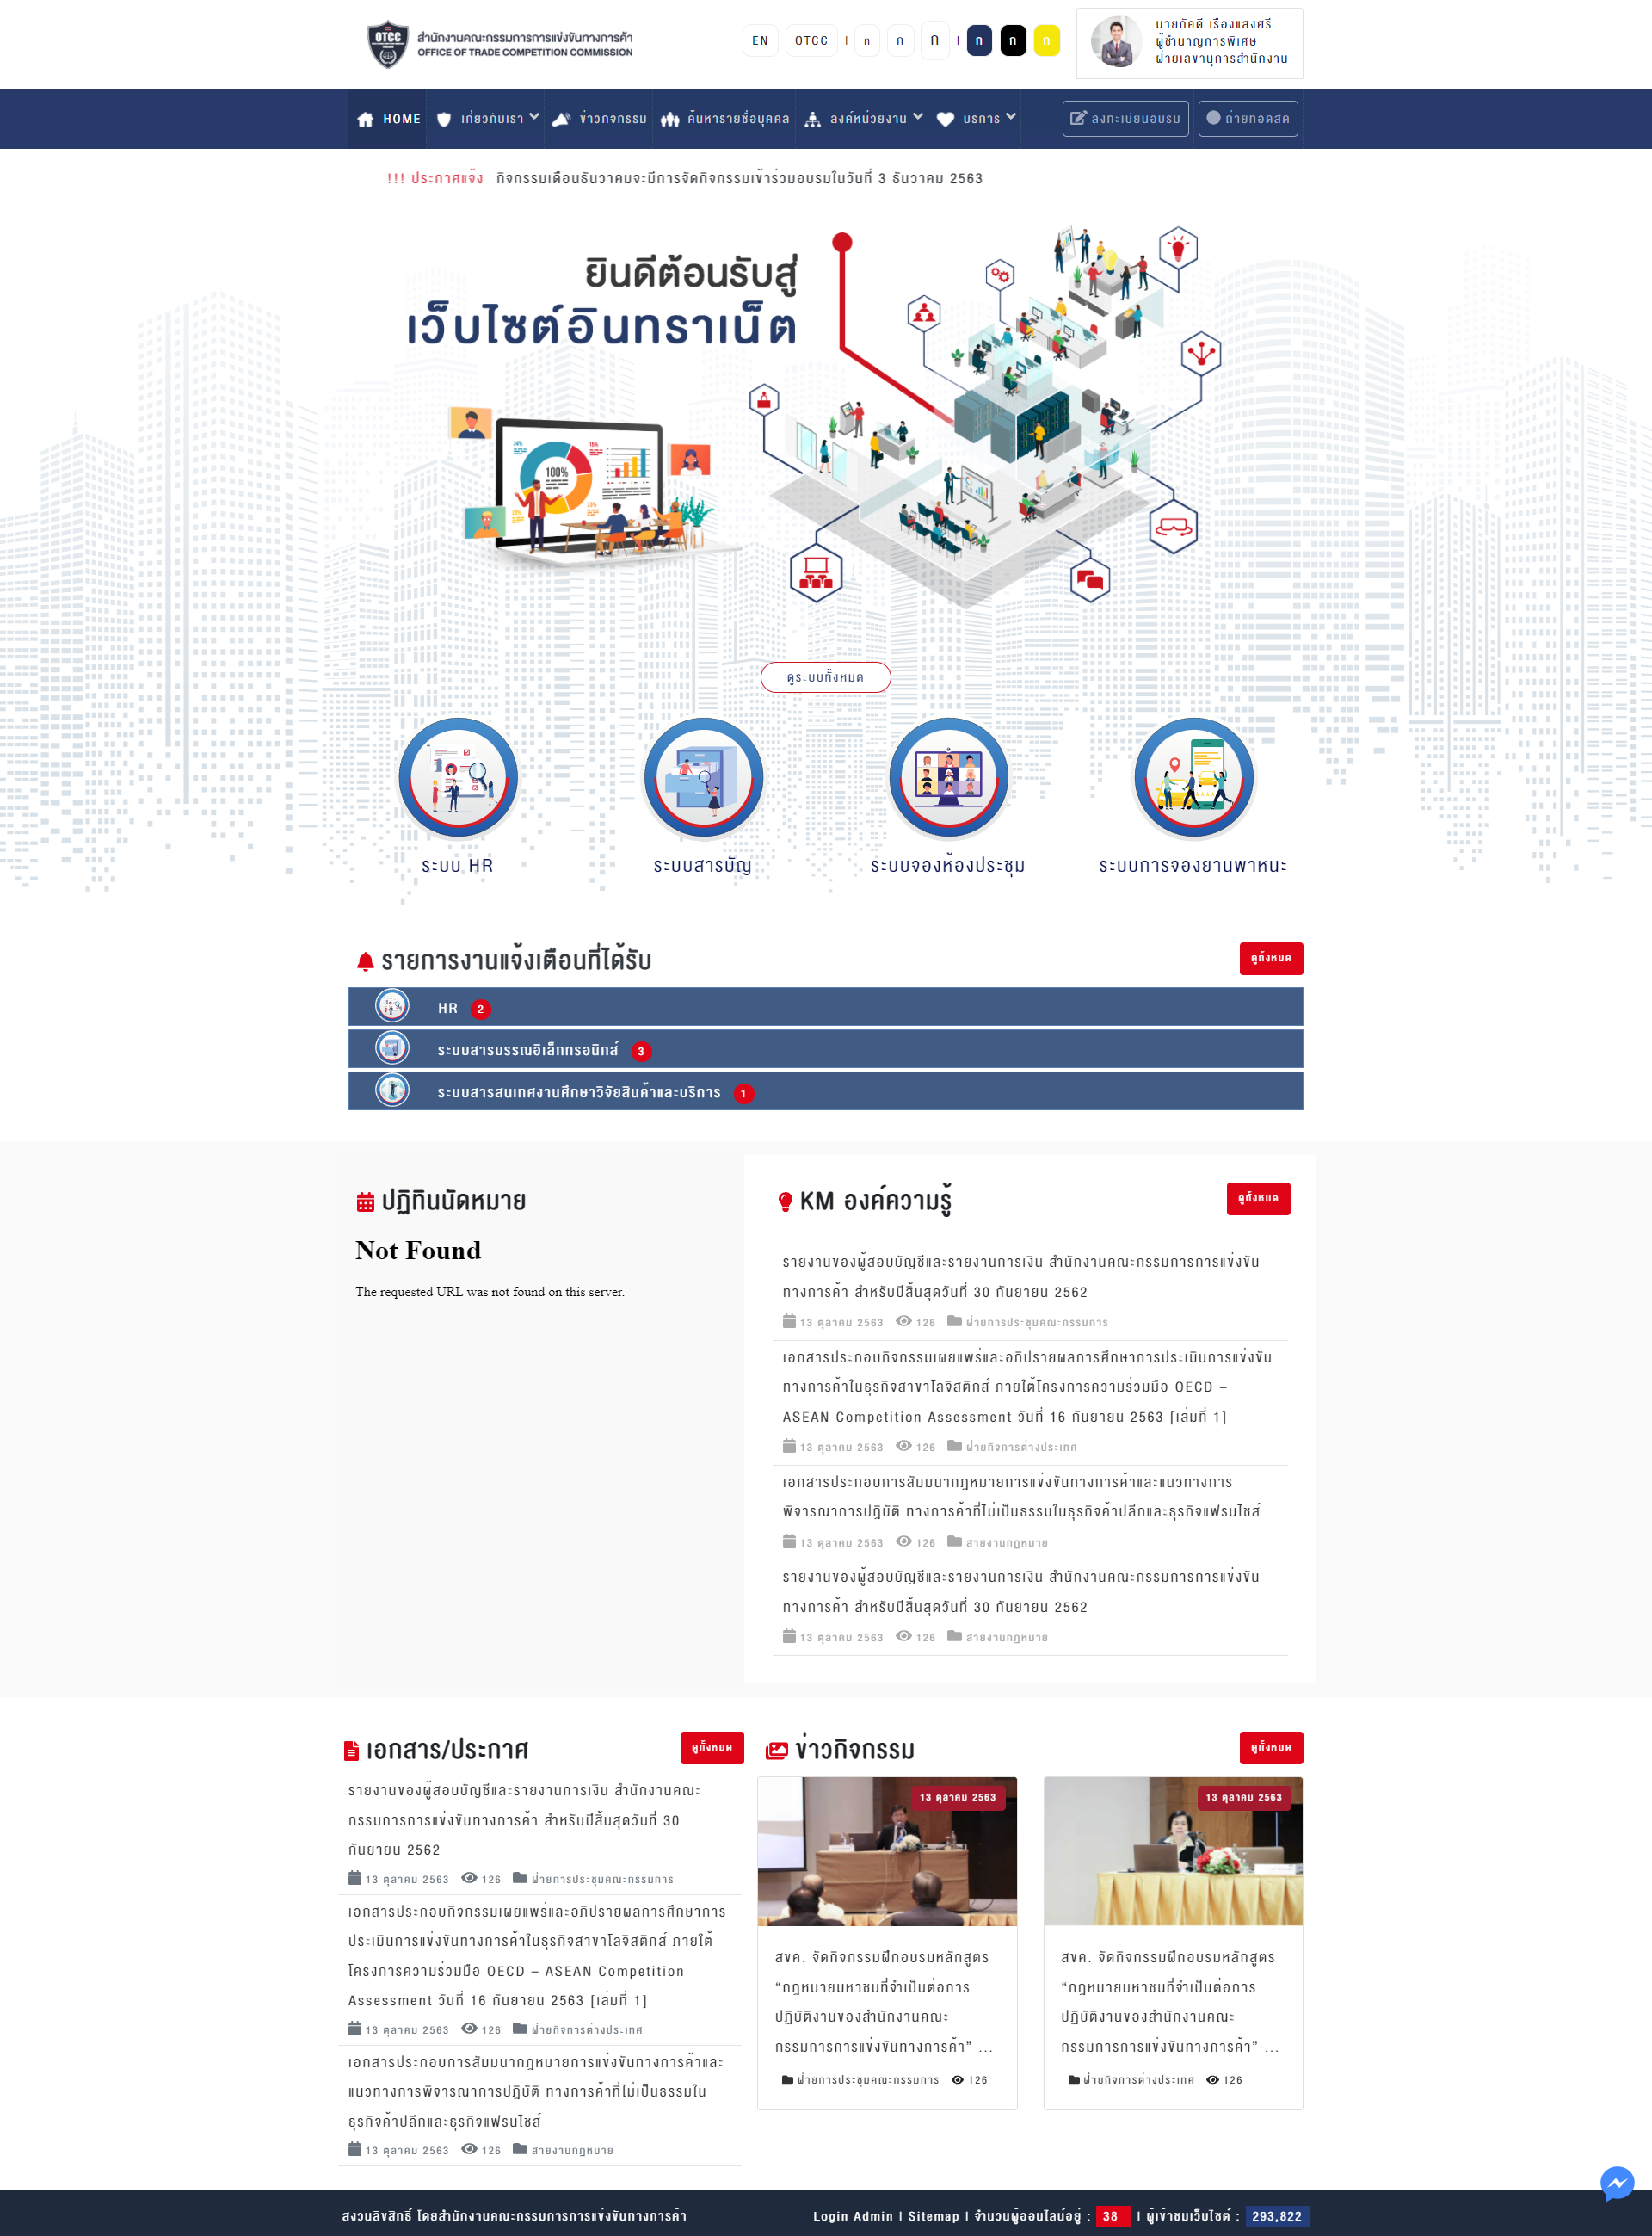 OTCC
สำนักงานคณะกรรมการการแข่งขันทางการค้า
OFFICE OF TRADE COMPETITION COMMISSION
EN OTCC | ก ก ก | ก ก ก
นายภัคดี เรืองแสงศรี
ผู้ชำนาญการพิเศษ
ฝ่ายเลขานุการสำนักงาน
HOME เกี่ยวกับเรา ข่าวกิจกรรม ค้นหารายชื่อบุคคล ลิงค์หน่วยงาน บริการ ลงทะเบียนอบรม ถ่ายทอดสด
!!! ประกาศแจ้ง กิจกรรมเดือนธันวาคมจะมีการจัดกิจกรรมเข้าร่วมอบรมในวันที่ 3 ธันวาคม 2563
ยินดีต้อนรับสู่
เว็บไซต์อินทราเน็ต
100%
ดูระบบทั้งหมด
ระบบ HR ระบบสารบัญ ระบบจองห้องประชุม ระบบการจองยานพาหนะ
รายการงานแจ้งเตือนที่ได้รับ ดูทั้งหมด
HR 2
ระบบสารบรรณอิเล็กทรอนิกส์ 3
ระบบสารสนเทศงานศึกษาวิจัยสินค้าและบริการ 1
ปฏิทินนัดหมาย
Not Found
The requested URL was not found on this server.
KM องค์ความรู้ ดูทั้งหมด
รายงานของผู้สอบบัญชีและรายงานการเงิน สำนักงานคณะกรรมการการแข่งขัน
ทางการค้า สำหรับปีสิ้นสุดวันที่ 30 กันยายน 2562
13 ตุลาคม 2563 126 ฝ่ายการประชุมคณะกรรมการ
เอกสารประกอบกิจกรรมเผยแพร่และอภิปรายผลการศึกษาการประเมินการแข่งขัน
ทางการค้าในธุรกิจสาขาโลจิสติกส์ ภายใต้โครงการความร่วมมือ OECD –
ASEAN Competition Assessment วันที่ 16 กันยายน 2563 [เล่มที่ 1]
13 ตุลาคม 2563 126 ฝ่ายกิจการต่างประเทศ
เอกสารประกอบการสัมมนากฎหมายการแข่งขันทางการค้าและแนวทางการ
พิจารณาการปฏิบัติ ทางการค้าที่ไม่เป็นธรรมในธุรกิจค้าปลีกและธุรกิจแฟรนไชส์
13 ตุลาคม 2563 126 สายงานกฎหมาย
รายงานของผู้สอบบัญชีและรายงานการเงิน สำนักงานคณะกรรมการการแข่งขัน
ทางการค้า สำหรับปีสิ้นสุดวันที่ 30 กันยายน 2562
13 ตุลาคม 2563 126 สายงานกฎหมาย
เอกสาร/ประกาศ ดูทั้งหมด
รายงานของผู้สอบบัญชีและรายงานการเงิน สำนักงานคณะ
กรรมการการแข่งขันทางการค้า สำหรับปีสิ้นสุดวันที่ 30
กันยายน 2562
13 ตุลาคม 2563 126 ฝ่ายการประชุมคณะกรรมการ
เอกสารประกอบกิจกรรมเผยแพร่และอภิปรายผลการศึกษาการ
ประเมินการแข่งขันทางการค้าในธุรกิจสาขาโลจิสติกส์ ภายใต้
โครงการความร่วมมือ OECD – ASEAN Competition
Assessment วันที่ 16 กันยายน 2563 [เล่มที่ 1]
13 ตุลาคม 2563 126 ฝ่ายกิจการต่างประเทศ
เอกสารประกอบการสัมมนากฎหมายการแข่งขันทางการค้าและ
แนวทางการพิจารณาการปฏิบัติ ทางการค้าที่ไม่เป็นธรรมใน
ธุรกิจค้าปลีกและธุรกิจแฟรนไชส์
13 ตุลาคม 2563 126 สายงานกฎหมาย
ข่าวกิจกรรม ดูทั้งหมด
13 ตุลาคม 2563
สขค. จัดกิจกรรมฝึกอบรมหลักสูตร
“กฎหมายมหาชนที่จำเป็นต่อการ
ปฏิบัติงานของสำนักงานคณะ
กรรมการการแข่งขันทางการค้า” ...
ฝ่ายการประชุมคณะกรรมการ 126
13 ตุลาคม 2563
สขค. จัดกิจกรรมฝึกอบรมหลักสูตร
“กฎหมายมหาชนที่จำเป็นต่อการ
ปฏิบัติงานของสำนักงานคณะ
กรรมการการแข่งขันทางการค้า” ...
ฝ่ายกิจการต่างประเทศ 126
สงวนลิขสิทธิ์ โดยสำนักงานคณะกรรมการการแข่งขันทางการค้า
Login Admin | Sitemap | จำนวนผู้ออนไลน์อยู่ : 38 | ผู้เข้าชมเว็บไซต์ : 293,822